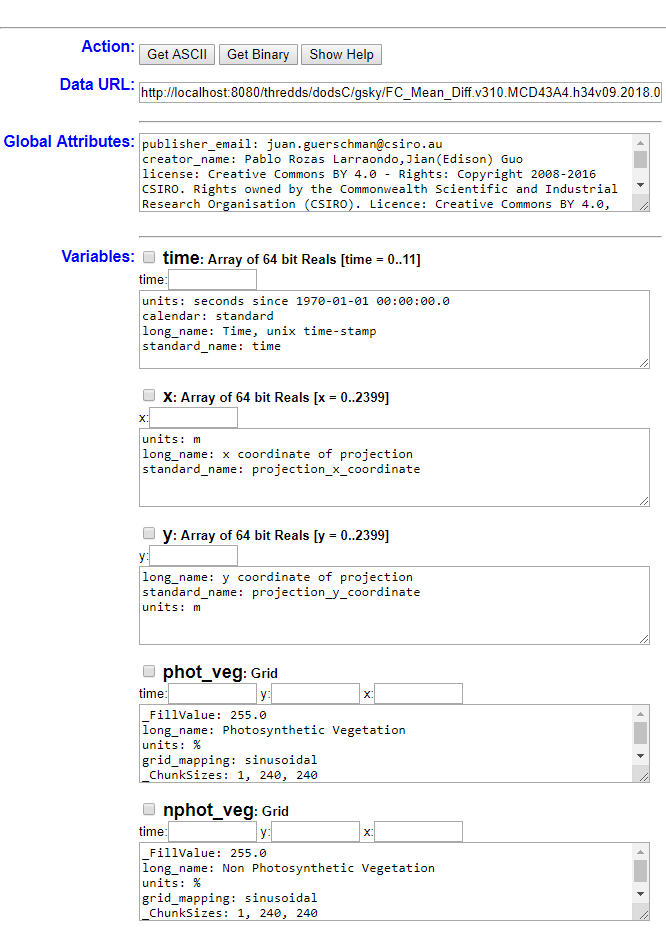 Action: Get ASCII Get Binary Show Help
Data URL: http://localhost:8080/thredds/dodsC/gsky/FC_Mean_Diff.v310.MCD43A4.h34v09.2018.0
Global Attributes: publisher_email: juan.guerschman@csiro.au
creator_name: Pablo Rozas Larraondo,Jian(Edison) Guo
license: Creative Commons BY 4.0 - Rights: Copyright 2008-2016
CSIRO. Rights owned by the Commonwealth Scientific and Industrial
Research Organisation (CSIRO). Licence: Creative Commons BY 4.0,
Variables: time: Array of 64 bit Reals [time = 0..11]
time:
units: seconds since 1970-01-01 00:00:00.0
calendar: standard
long_name: Time, unix time-stamp
standard_name: time
x: Array of 64 bit Reals [x = 0..2399]
x:
units: m
long_name: x coordinate of projection
standard_name: projection_x_coordinate
y: Array of 64 bit Reals [y = 0..2399]
y:
long_name: y coordinate of projection
standard_name: projection_y_coordinate
units: m
phot_veg: Grid
time: y: x:
_FillValue: 255.0
long_name: Photosynthetic Vegetation
units: %
grid_mapping: sinusoidal
_ChunkSizes: 1, 240, 240
nphot_veg: Grid
time: y: x:
_FillValue: 255.0
long_name: Non Photosynthetic Vegetation
units: %
grid_mapping: sinusoidal
_ChunkSizes: 1, 240, 240